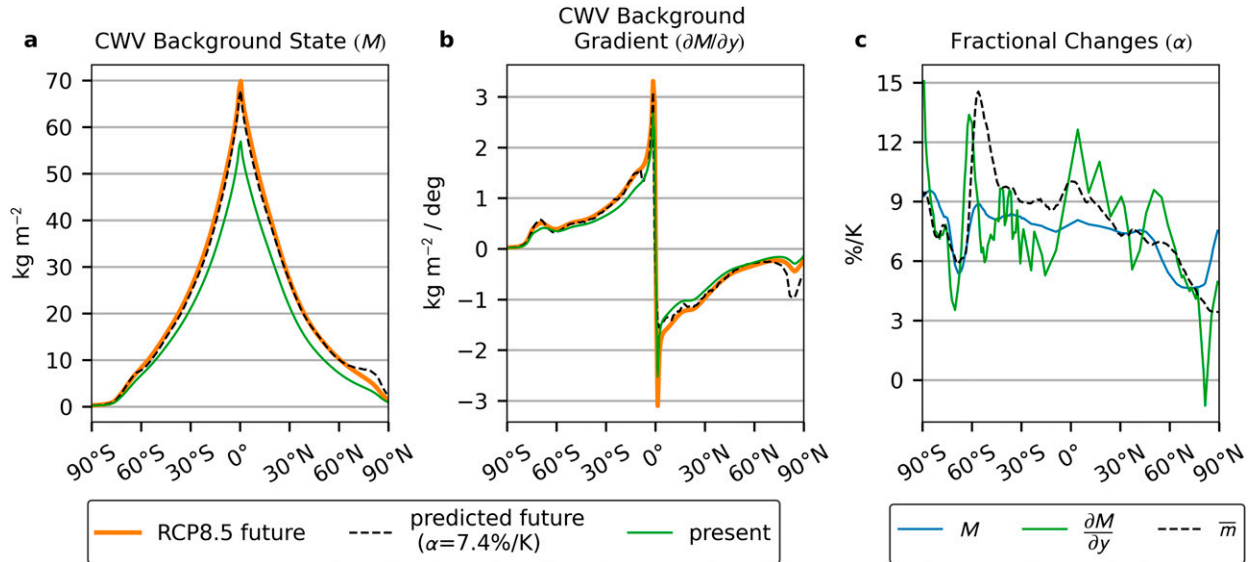 a CWV Background State (M)
kg m⁻²
70
60
50
40
30
20
10
0
90°S 60°S 30°S 0° 30°N 60°N 90°N
b CWV Background
Gradient (∂M/∂y)
kg m⁻² / deg
3
2
1
0
−1
−2
−3
90°S 60°S 30°S 0° 30°N 60°N 90°N
c Fractional Changes (α)
%/K
15
12
9
6
3
0
90°S 60°S 30°S 0° 30°N 60°N 90°N
RCP8.5 future
predicted future
(α=7.4%/K)
present
M
∂M
∂y
m̅